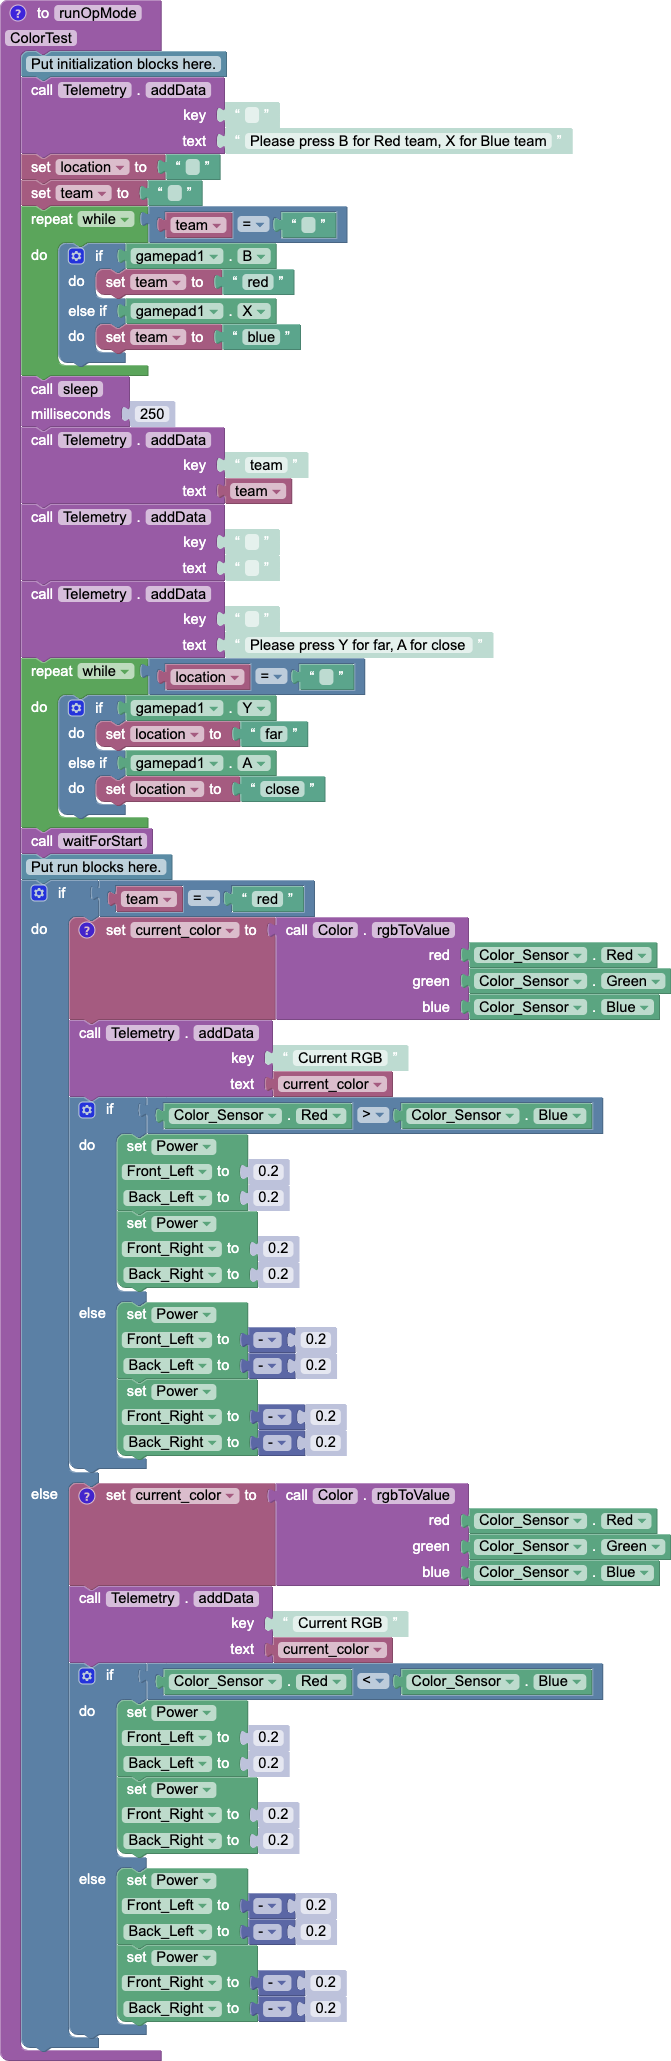 ? to runOpMode
ColorTest
Put initialization blocks here.
call Telemetry . addData
key “ ”
text “ Please press B for Red team, X for Blue team ”
set location to “ ”
set team to “ ”
repeat while team = “ ”
do if gamepad1 . B
do set team to “ red ”
else if gamepad1 . X
do set team to “ blue ”
call sleep
milliseconds 250
call Telemetry . addData
key “ team ”
text team
call Telemetry . addData
key “ ”
text “ ”
call Telemetry . addData
key “ ”
text “ Please press Y for far, A for close ”
repeat while location = “ ”
do if gamepad1 . Y
do set location to “ far ”
else if gamepad1 . A
do set location to “ close ”
call waitForStart
Put run blocks here.
if team = “ red ”
do ? set current_color to call Color . rgbToValue
red Color_Sensor . Red
green Color_Sensor . Green
blue Color_Sensor . Blue
call Telemetry . addData
key “ Current RGB ”
text current_color
if Color_Sensor . Red > Color_Sensor . Blue
do set Power
Front_Left to 0.2
Back_Left to 0.2
set Power
Front_Right to 0.2
Back_Right to 0.2
else set Power
Front_Left to - 0.2
Back_Left to - 0.2
set Power
Front_Right to - 0.2
Back_Right to - 0.2
else ? set current_color to call Color . rgbToValue
red Color_Sensor . Red
green Color_Sensor . Green
blue Color_Sensor . Blue
call Telemetry . addData
key “ Current RGB ”
text current_color
if Color_Sensor . Red < Color_Sensor . Blue
do set Power
Front_Left to 0.2
Back_Left to 0.2
set Power
Front_Right to 0.2
Back_Right to 0.2
else set Power
Front_Left to - 0.2
Back_Left to - 0.2
set Power
Front_Right to - 0.2
Back_Right to - 0.2